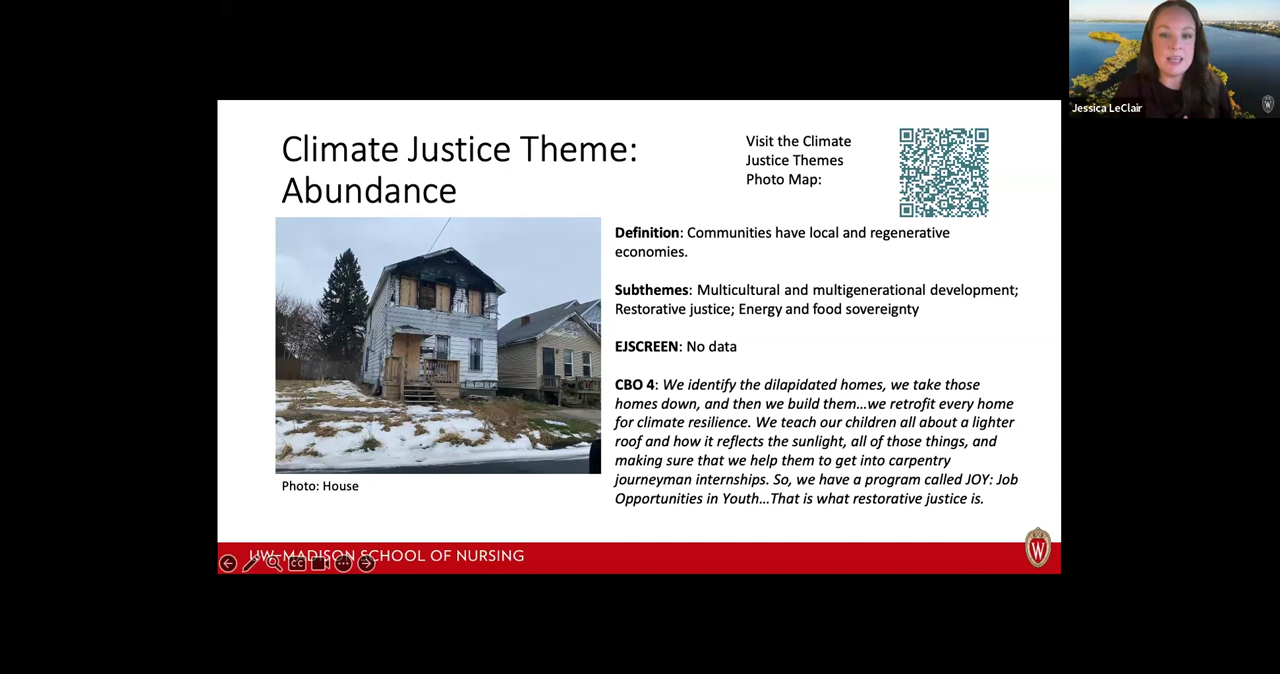 Jessica LeClair
Climate Justice Theme:
Abundance
Visit the Climate
Justice Themes
Photo Map:
Definition: Communities have local and regenerative
economies.
Subthemes: Multicultural and multigenerational development;
Restorative justice; Energy and food sovereignty
EJSCREEN: No data
CBO 4: We identify the dilapidated homes, we take those
homes down, and then we build them…we retrofit every home
for climate resilience. We teach our children all about a lighter
roof and how it reflects the sunlight, all of those things, and
making sure that we help them to get into carpentry
journeyman internships. So, we have a program called JOY: Job
Opportunities in Youth…That is what restorative justice is.
Photo: House
UW–MADISON SCHOOL OF NURSING
CC
W